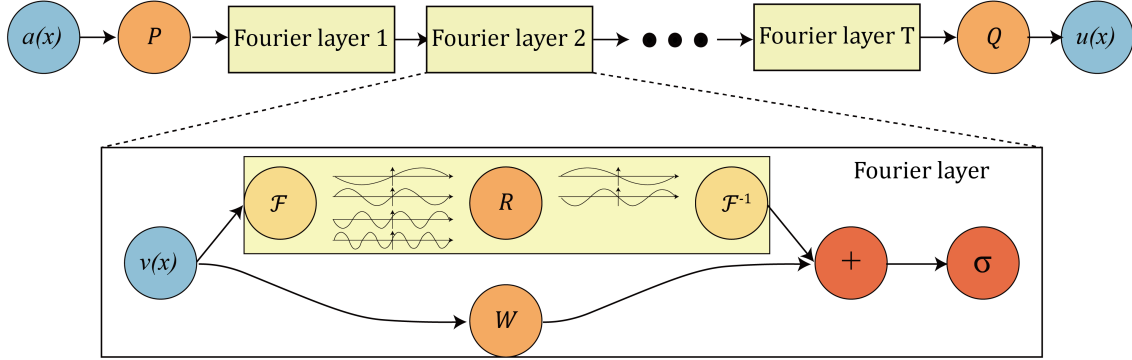 a(x)
P
Fourier layer 1
Fourier layer 2
Fourier layer T
Q
u(x)
Fourier layer
v(x)
ℱ
R
ℱ⁻¹
W
+
σ